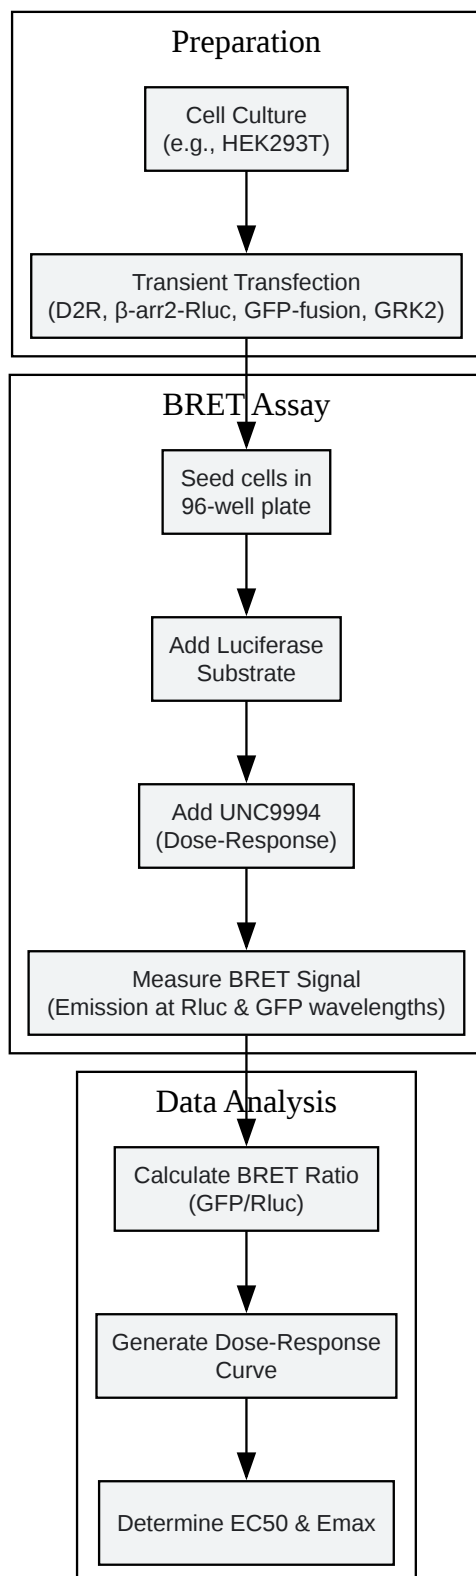 Preparation
Cell Culture
(e.g., HEK293T)
Transient Transfection
(D2R, β-arr2-Rluc, GFP-fusion, GRK2)
BRET Assay
Seed cells in
96-well plate
Add Luciferase
Substrate
Add UNC9994
(Dose-Response)
Measure BRET Signal
(Emission at Rluc & GFP wavelengths)
Data Analysis
Calculate BRET Ratio
(GFP/Rluc)
Generate Dose-Response
Curve
Determine EC50 & Emax